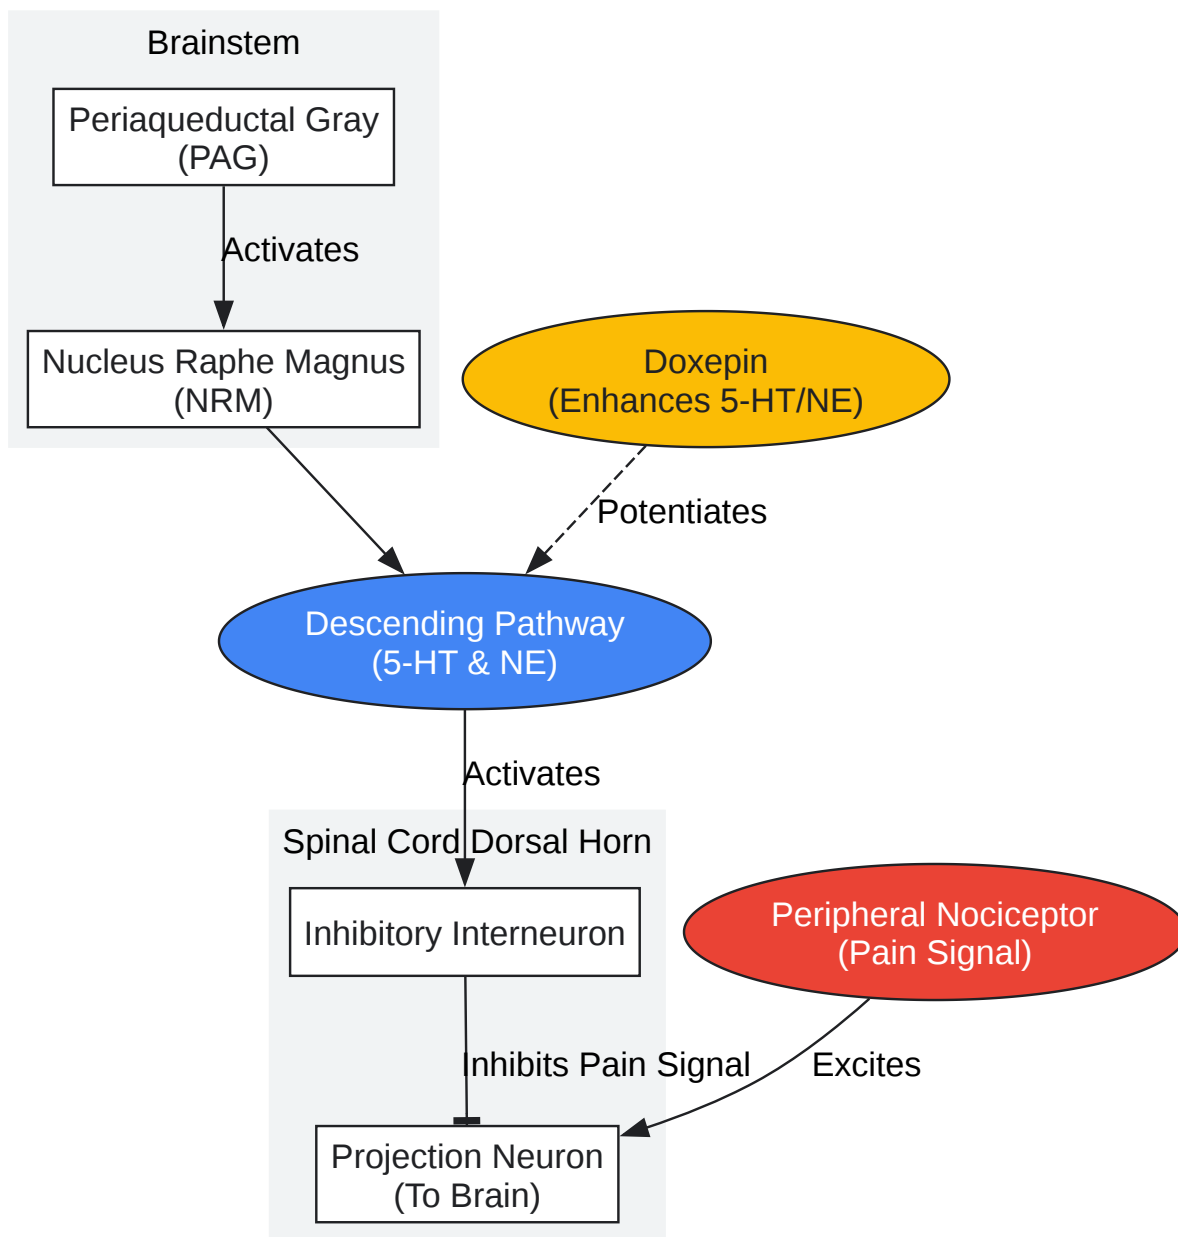 Brainstem
Periaqueductal Gray
(PAG)
Activates
Nucleus Raphe Magnus
(NRM)
Doxepin
(Enhances 5-HT/NE)
Potentiates
Descending Pathway
(5-HT & NE)
Activates
Spinal Cord Dorsal Horn
Inhibitory Interneuron
Peripheral Nociceptor
(Pain Signal)
Inhibits Pain Signal
Excites
Projection Neuron
(To Brain)